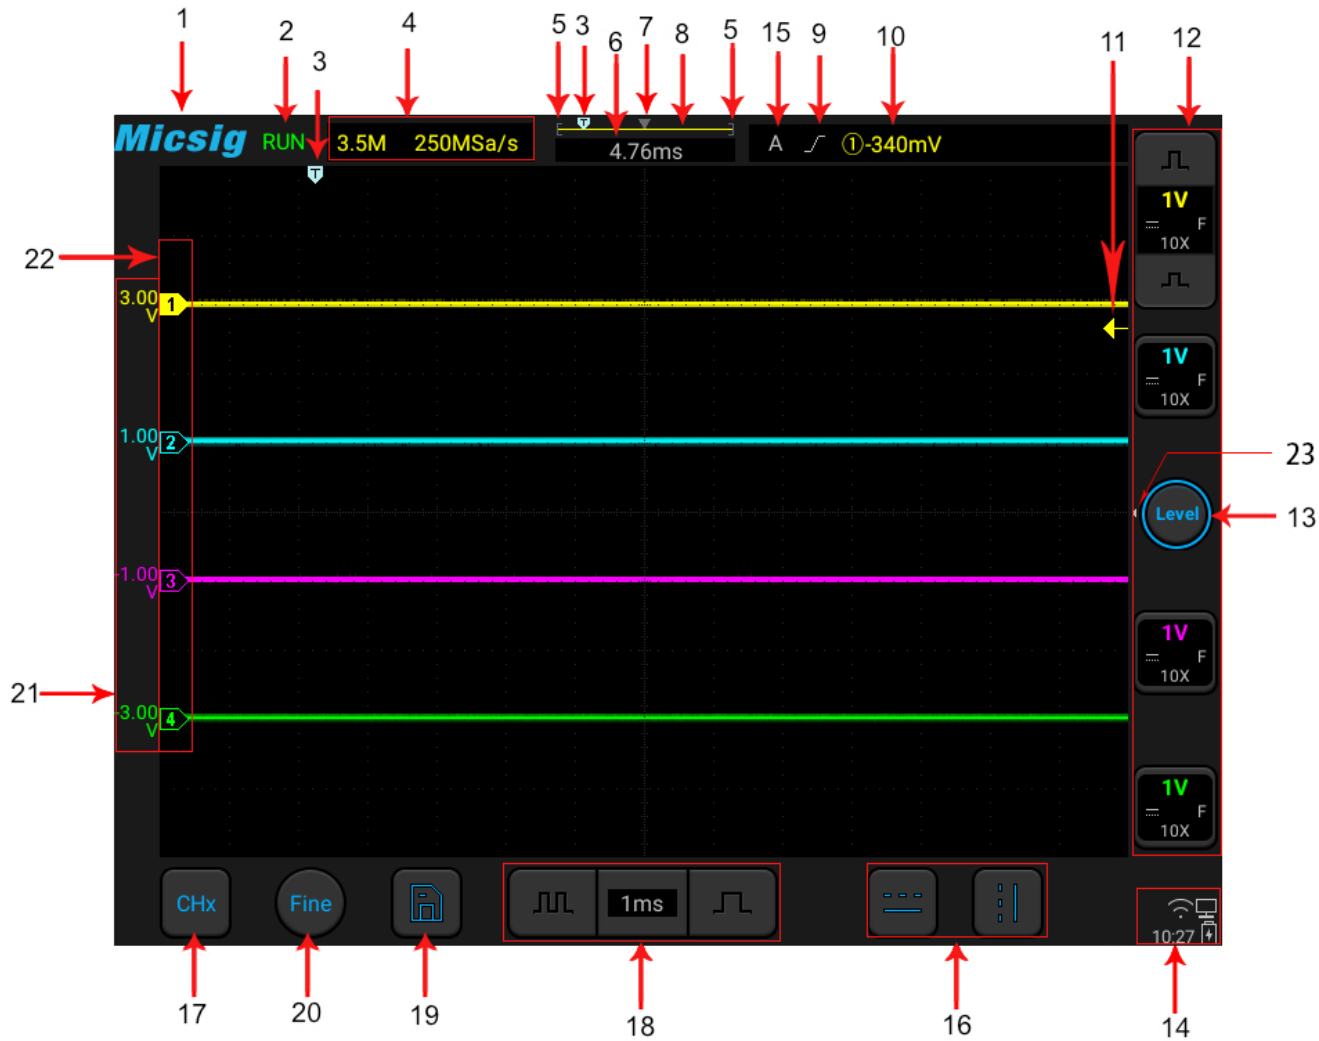 1
2
3
4
5
3
6
7
8
5
15
9
10
11
12
Micsig RUN 3.5M 250MSa/s 4.76ms A ①-340mV
T
T
1V
F
10X
22
3.00
V
1
1V
F
10X
1.00
V
2
23
Level
13
-1.00
V
3
1V
F
10X
21
-3.00
V
4
1V
F
10X
CHx Fine 1ms
10:27
17
20
19
18
16
14